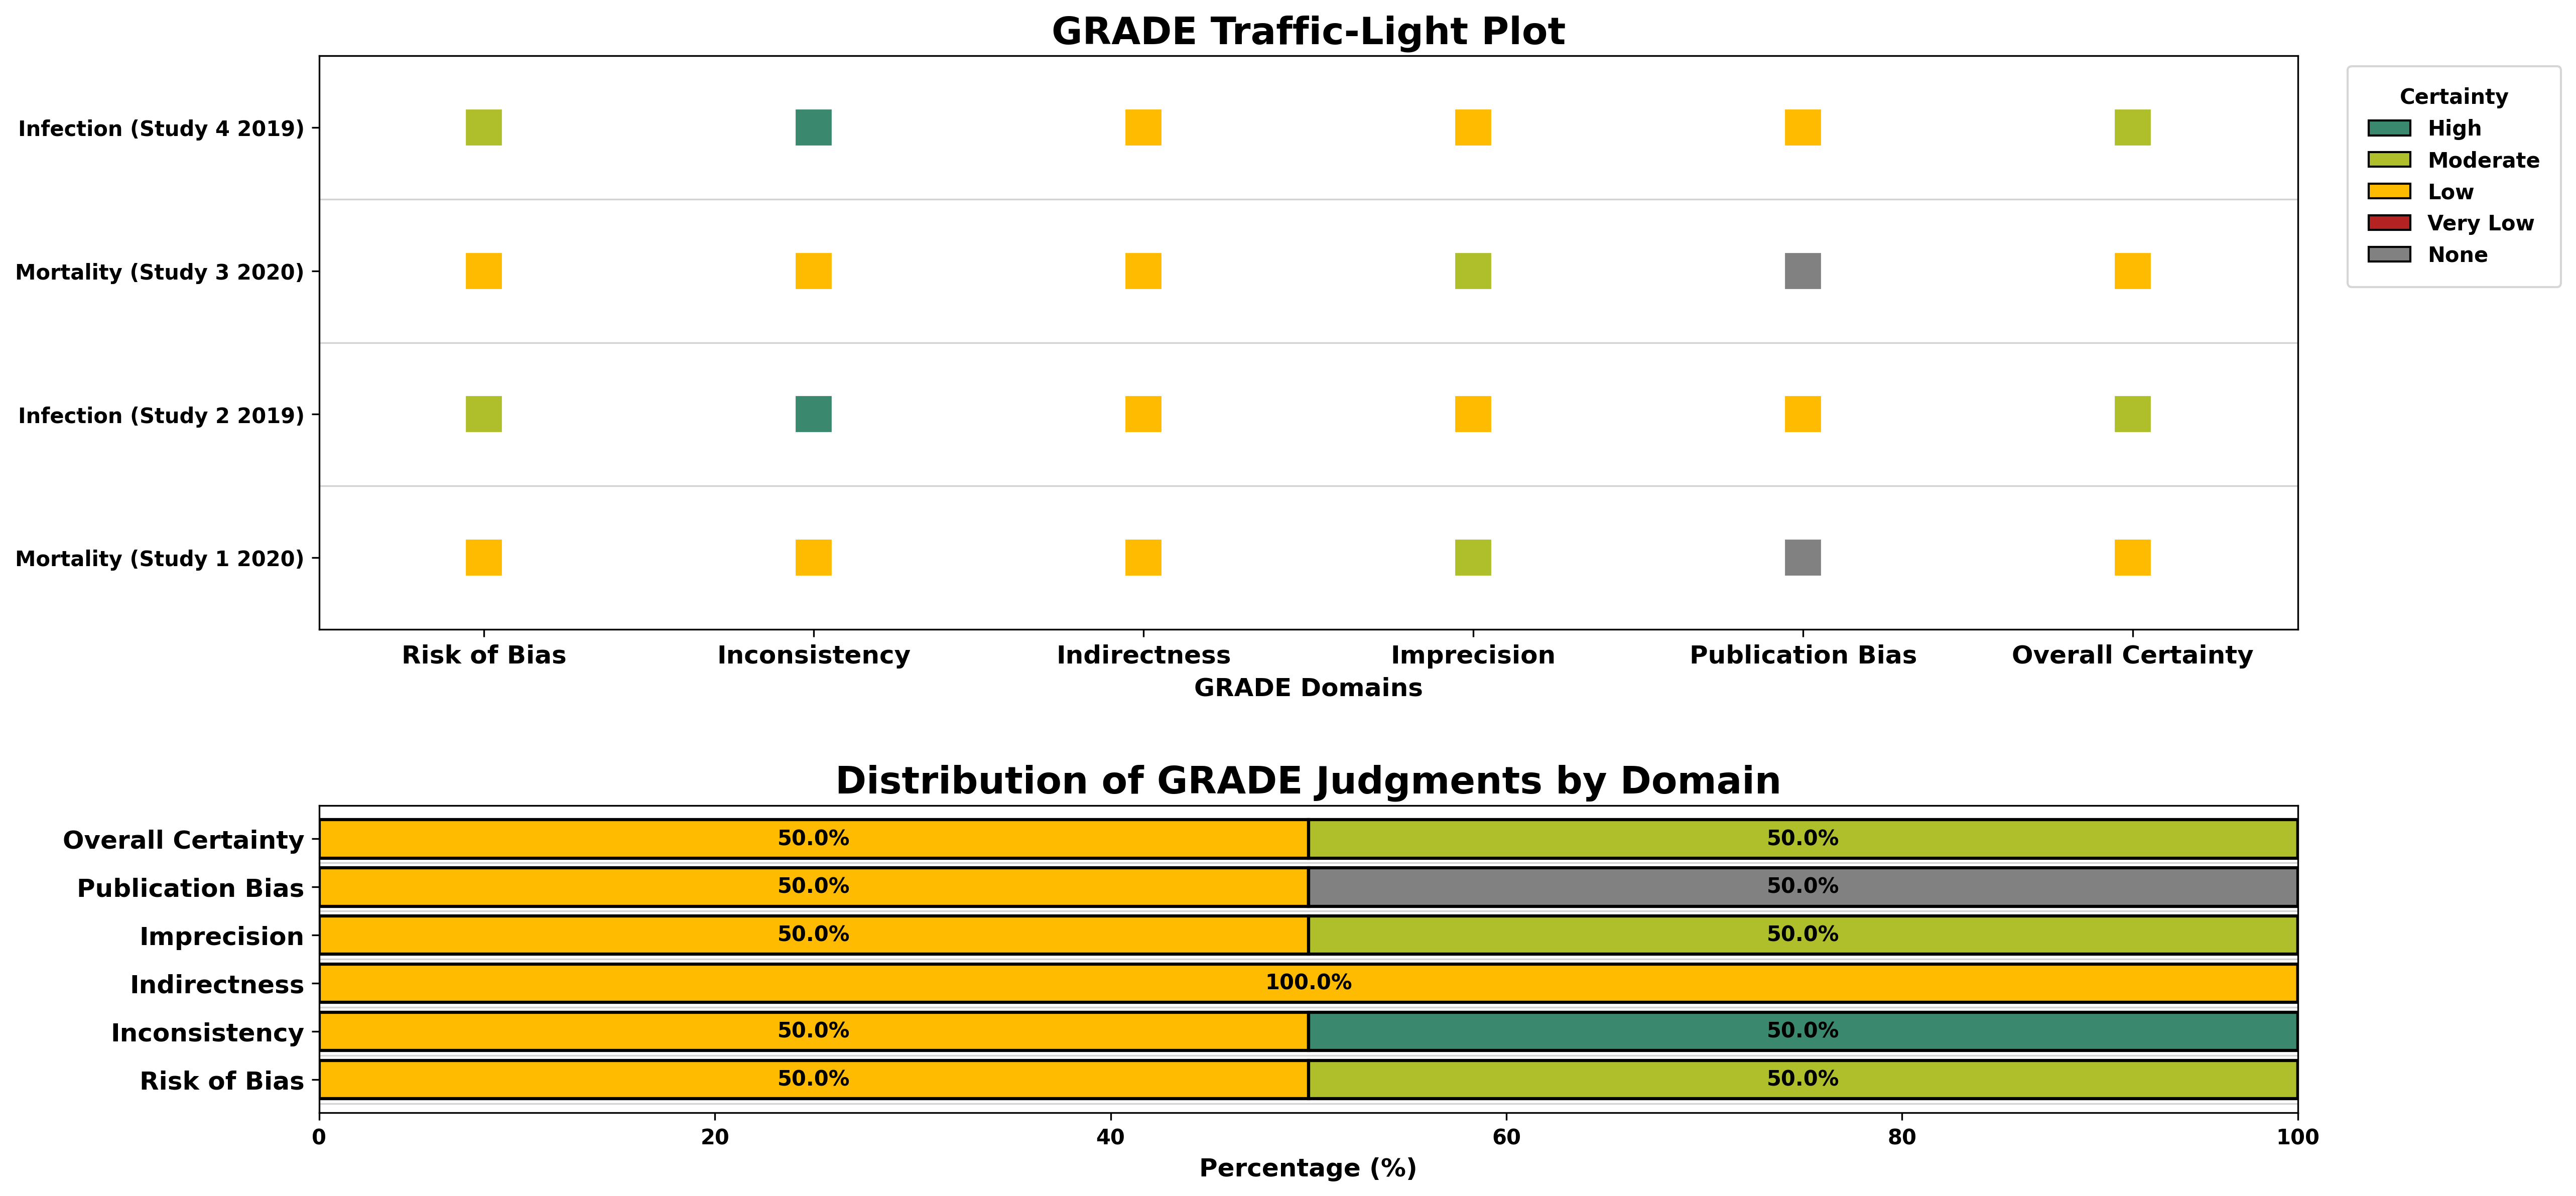 GRADE Traffic-Light Plot
Infection (Study 4 2019)
Mortality (Study 3 2020)
Infection (Study 2 2019)
Mortality (Study 1 2020)
Risk of Bias Inconsistency Indirectness Imprecision Publication Bias Overall Certainty
GRADE Domains
Certainty
High
Moderate
Low
Very Low
None
Distribution of GRADE Judgments by Domain
Overall Certainty 50.0% 50.0%
Publication Bias 50.0% 50.0%
Imprecision 50.0% 50.0%
Indirectness 100.0%
Inconsistency 50.0% 50.0%
Risk of Bias 50.0% 50.0%
0 20 40 60 80 100
Percentage (%)